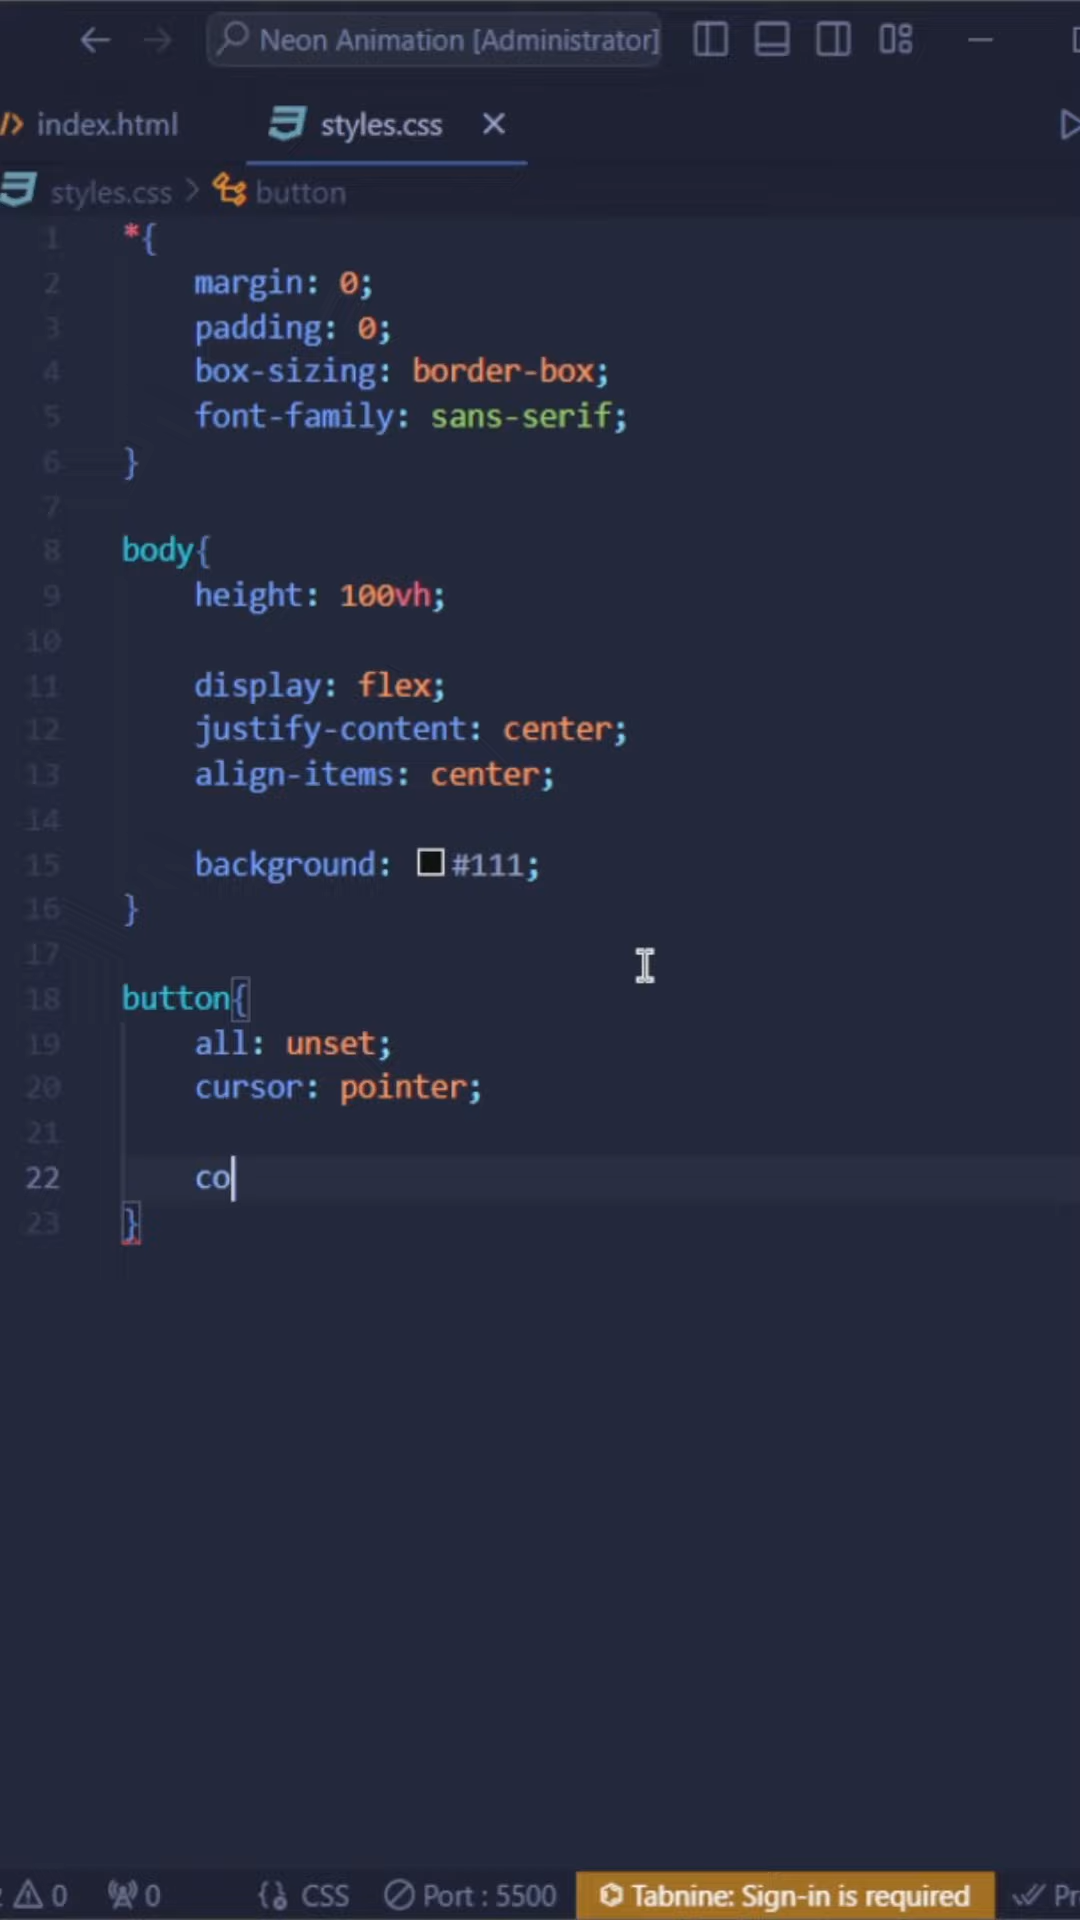 Neon Animation [Administrator]
index.html
styles.css
styles.css > button
1 *{
2 margin: 0;
3 padding: 0;
4 box-sizing: border-box;
5 font-family: sans-serif;
6 }
7
8 body{
9 height: 100vh;
10
11 display: flex;
12 justify-content: center;
13 align-items: center;
14
15 background: #111;
16 }
17
18 button{
19 all: unset;
20 cursor: pointer;
21
22 co
23 }
0 0 {} CSS Port : 5500 Tabnine: Sign-in is required